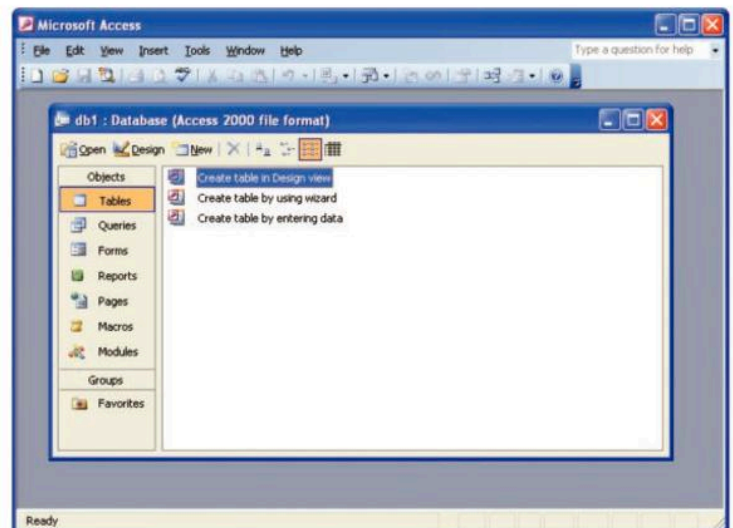 Microsoft Access
File Edit View Insert Tools Window Help Type a question for help
db1 : Database (Access 2000 file format)
Open Design New
Objects
Tables
Queries
Forms
Reports
Pages
Macros
Modules
Groups
Favorites
Create table in Design view
Create table by using wizard
Create table by entering data
Ready